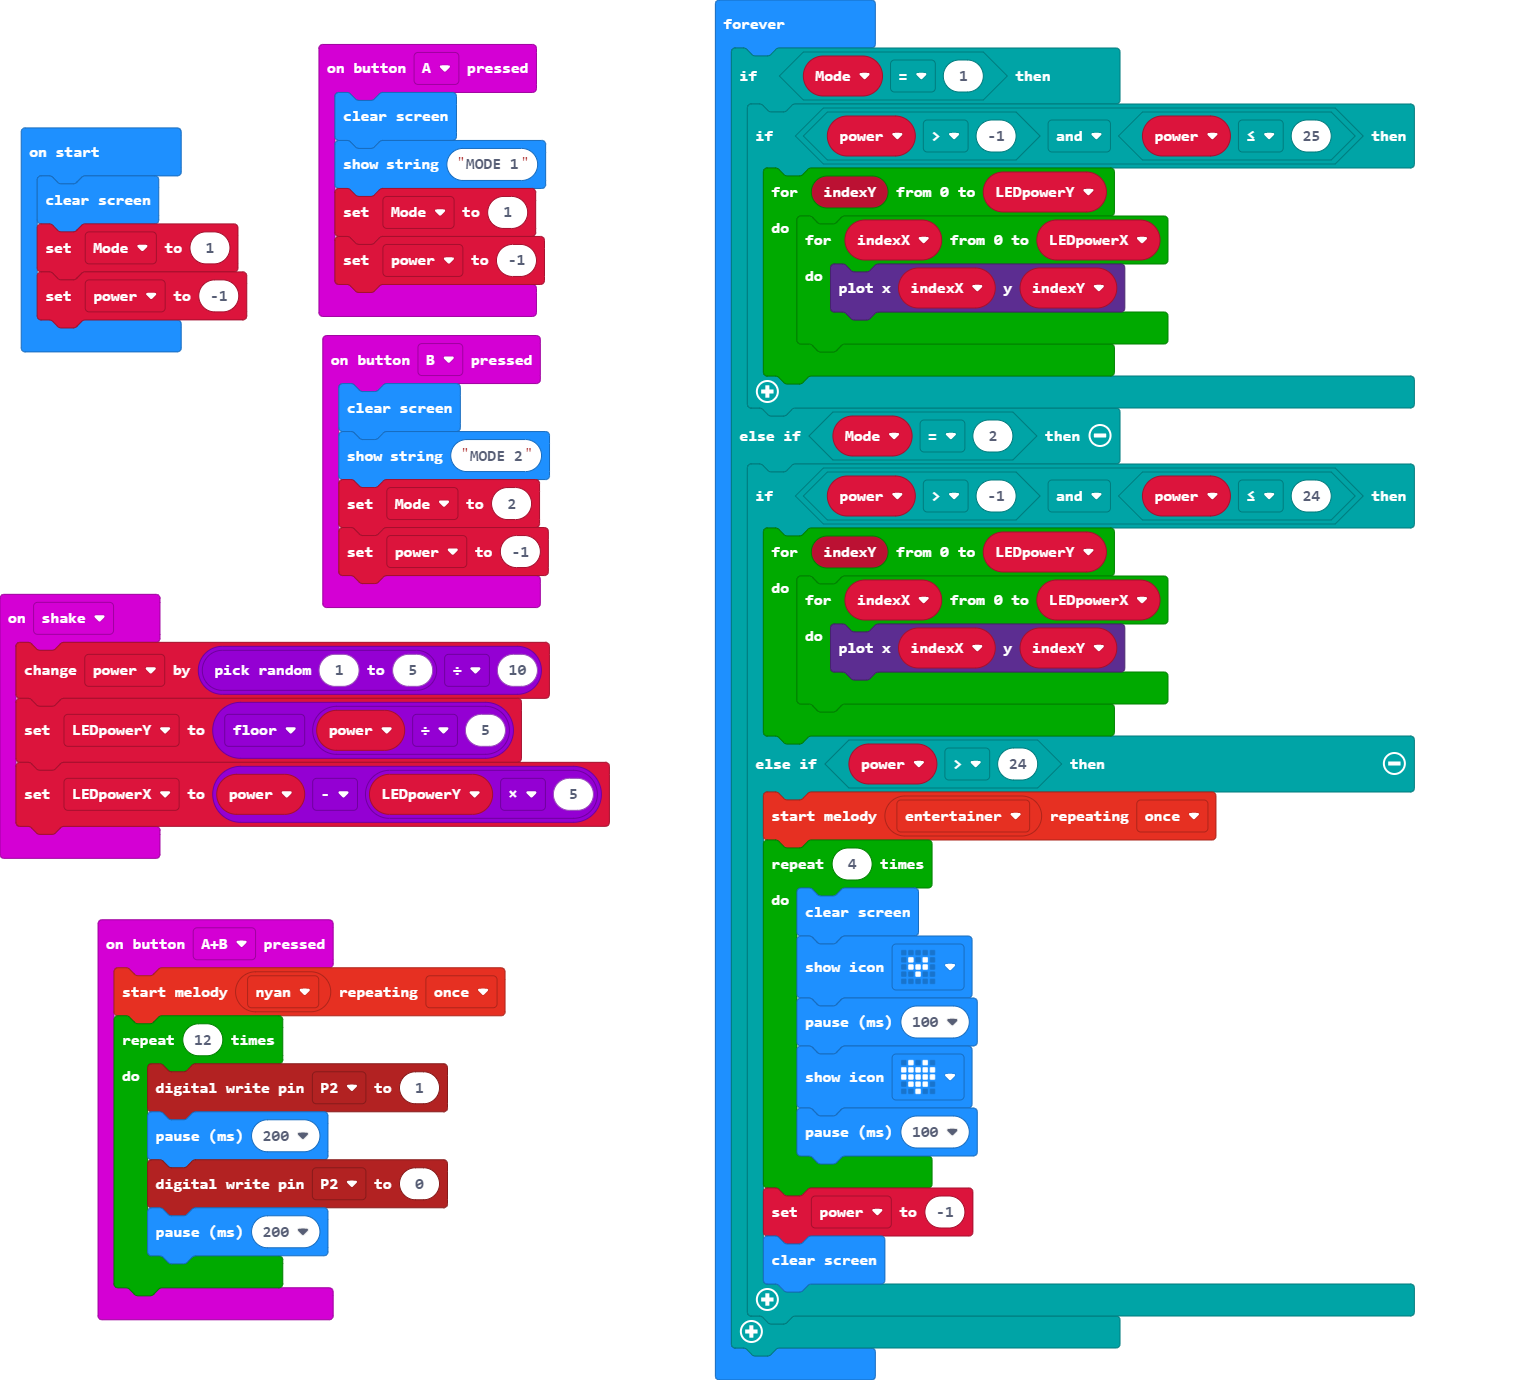 on start
clear screen
set Mode to 1
set power to -1
on button A pressed
clear screen
show string "MODE 1"
set Mode to 1
set power to -1
on button B pressed
clear screen
show string "MODE 2"
set Mode to 2
set power to -1
on shake
change power by pick random 1 to 5 ÷ 10
set LEDpowerY to floor power ÷ 5
set LEDpowerX to power - LEDpowerY × 5
on button A+B pressed
start melody nyan repeating once
repeat 12 times
do
digital write pin P2 to 1
pause (ms) 200
digital write pin P2 to 0
pause (ms) 200
forever
if Mode = 1 then
if power > -1 and power ≤ 25 then
for indexY from 0 to LEDpowerY
do
for indexX from 0 to LEDpowerX
do
plot x indexX y indexY
else if Mode = 2 then
if power > -1 and power ≤ 24 then
for indexY from 0 to LEDpowerY
do
for indexX from 0 to LEDpowerX
do
plot x indexX y indexY
else if power > 24 then
start melody entertainer repeating once
repeat 4 times
do
clear screen
show icon
pause (ms) 100
show icon
pause (ms) 100
set power to -1
clear screen